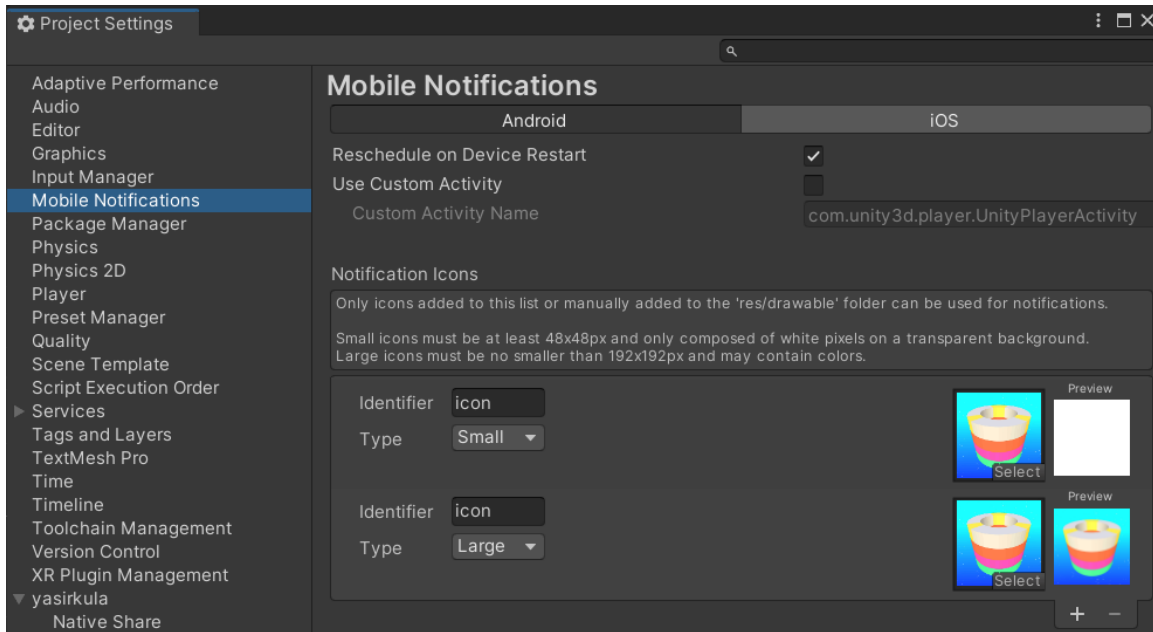 Project Settings
Adaptive Performance
Audio
Editor
Graphics
Input Manager
Mobile Notifications
Package Manager
Physics
Physics 2D
Player
Preset Manager
Quality
Scene Template
Script Execution Order
Services
Tags and Layers
TextMesh Pro
Time
Timeline
Toolchain Management
Version Control
XR Plugin Management
yasirkula
Native Share
Mobile Notifications
Android iOS
Reschedule on Device Restart
Use Custom Activity
Custom Activity Name com.unity3d.player.UnityPlayerActivity
Notification Icons
Only icons added to this list or manually added to the 'res/drawable' folder can be used for notifications.
Small icons must be at least 48x48px and only composed of white pixels on a transparent background.
Large icons must be no smaller than 192x192px and may contain colors.
Identifier icon
Type Small
Select
Preview
Identifier icon
Type Large
Select
Preview